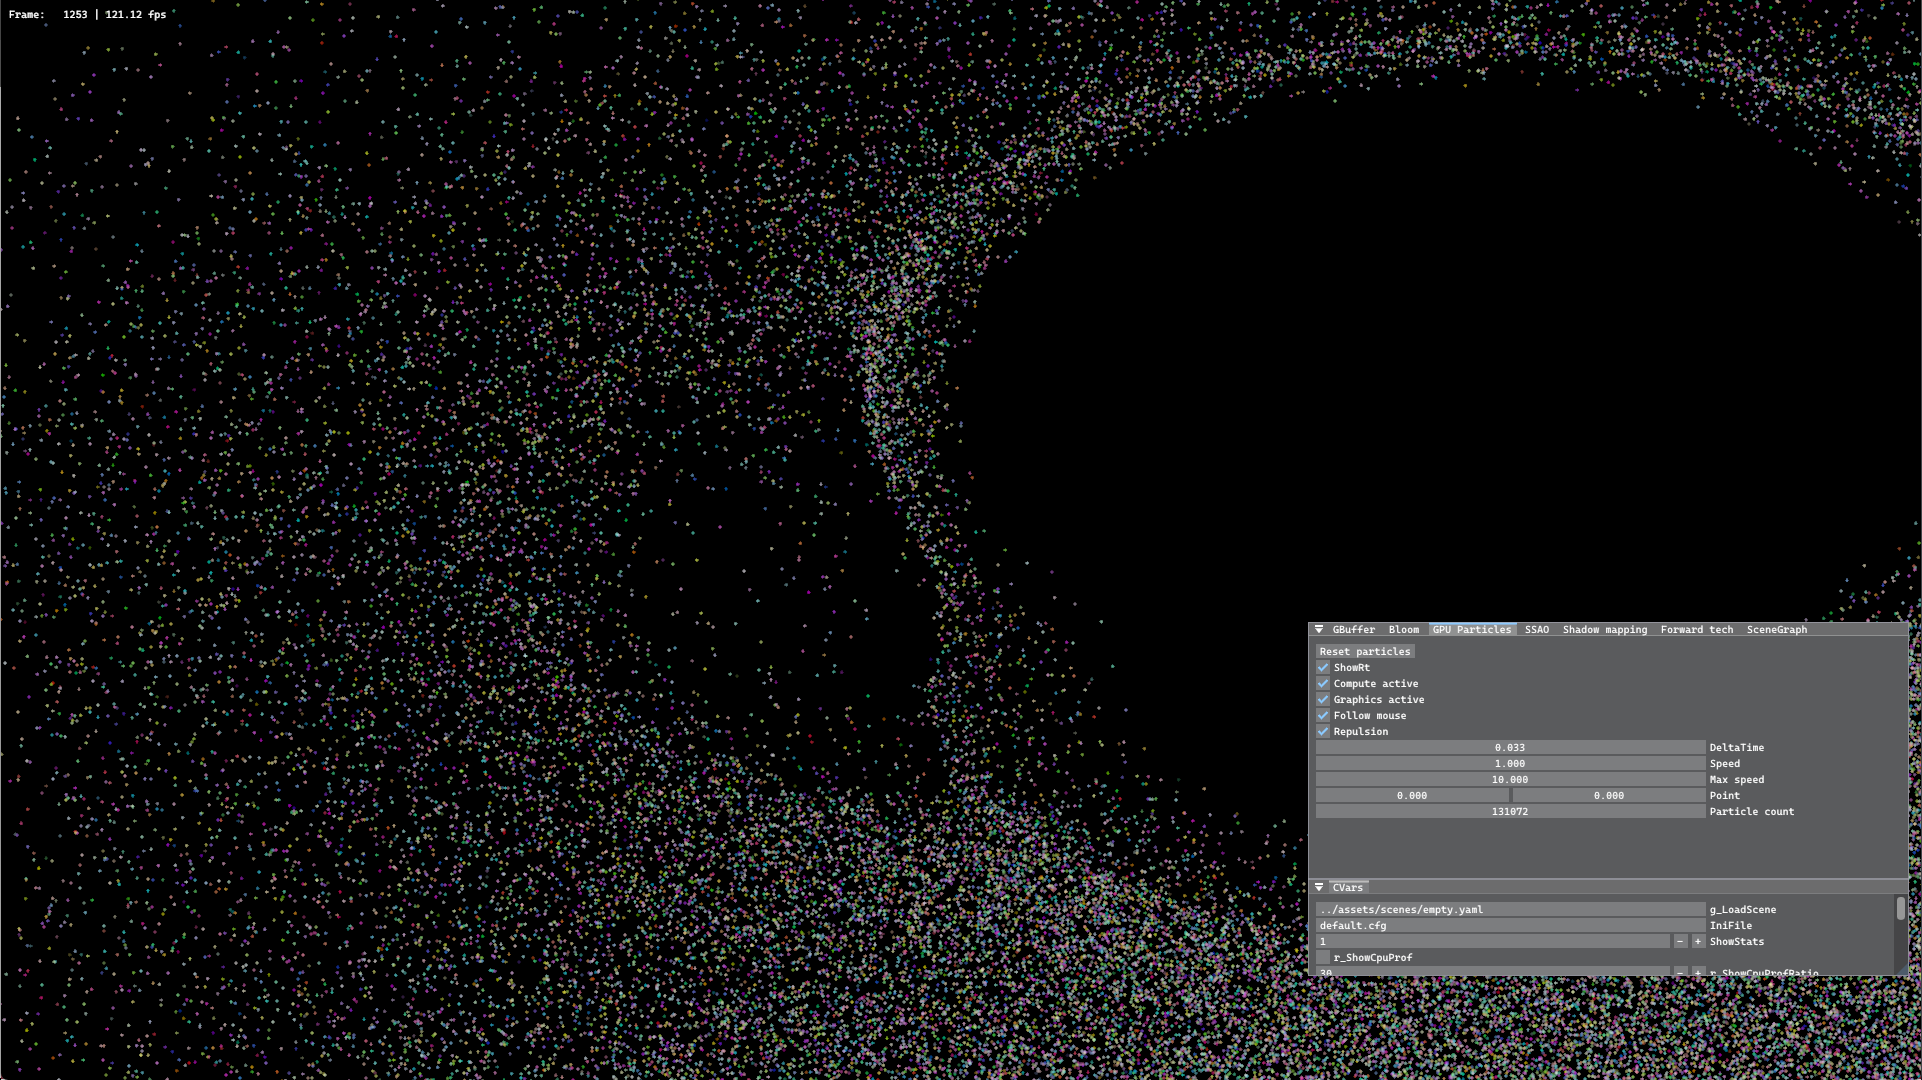 Frame:   1253 | 121.12 fps
GBuffer Bloom GPU Particles SSAO Shadow mapping Forward tech SceneGraph
Reset particles
ShowRt
Compute active
Graphics active
Follow mouse
Repulsion
0.033 DeltaTime
1.000 Speed
10.000 Max speed
0.000 0.000 Point
131072 Particle count
CVars
../assets/scenes/empty.yaml g_LoadScene
default.cfg IniFile
1 - + ShowStats
r_ShowCpuProf
30 - + r_ShowCpuProfRatio